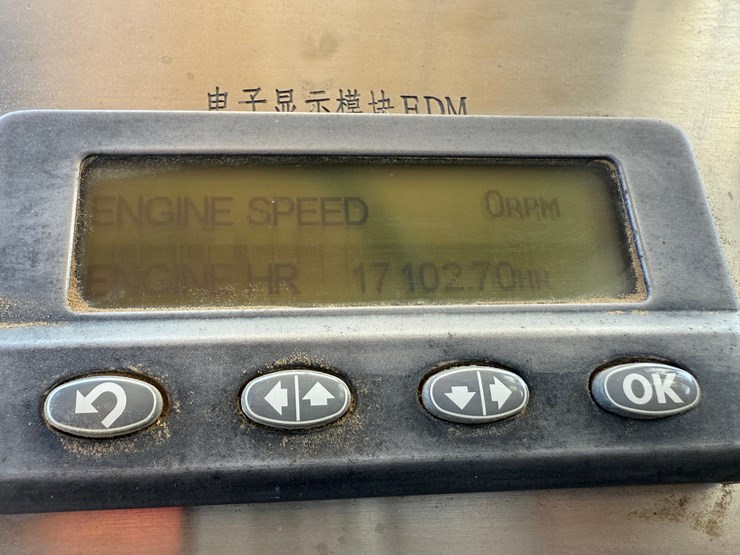 电子显示模块EDM
ENGINE SPEED 0RPM
ENGINE HR 17102.70HR
OK